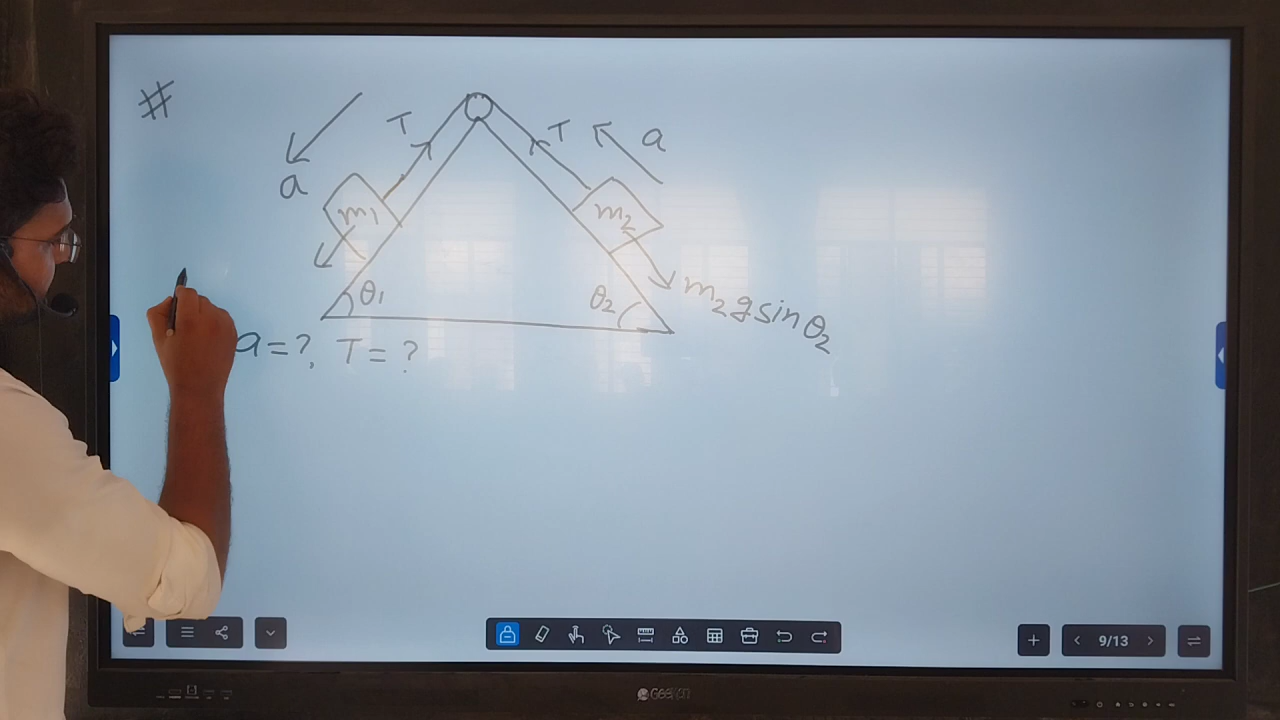 #
T
T
a
a
m1
m2
θ1
θ2
m2gsinθ2
a=?, T=?
9/13